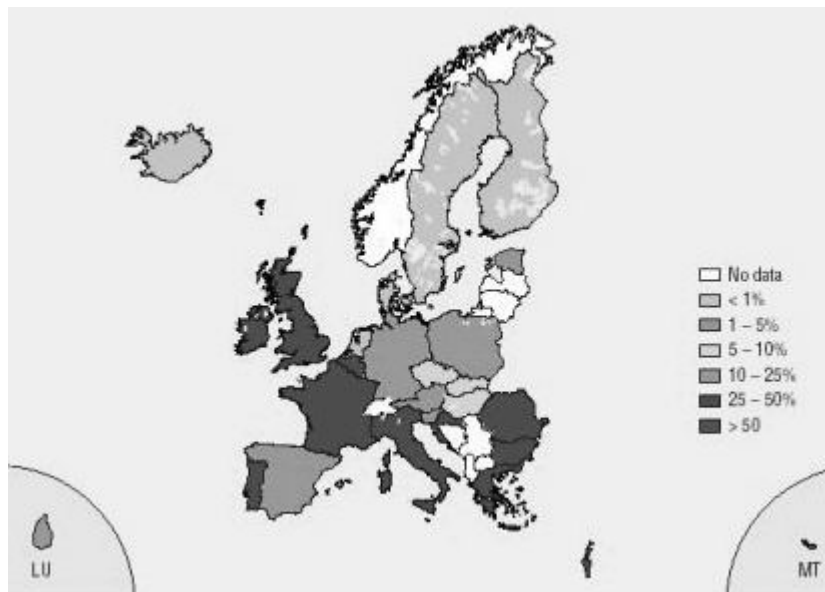 No data
< 1%
1 – 5%
5 – 10%
10 – 25%
25 – 50%
> 50
LU
MT